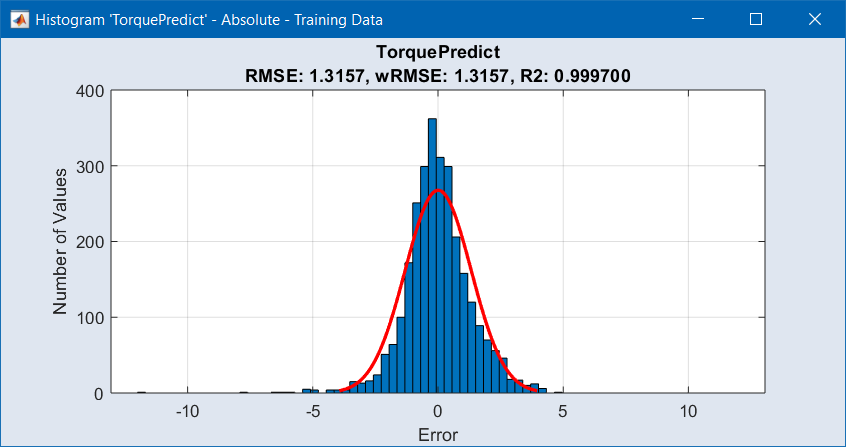 Histogram 'TorquePredict' - Absolute - Training Data
TorquePredict
RMSE: 1.3157, wRMSE: 1.3157, R2: 0.999700
400
300
200
100
0
Number of Values
-10 -5 0 5 10
Error